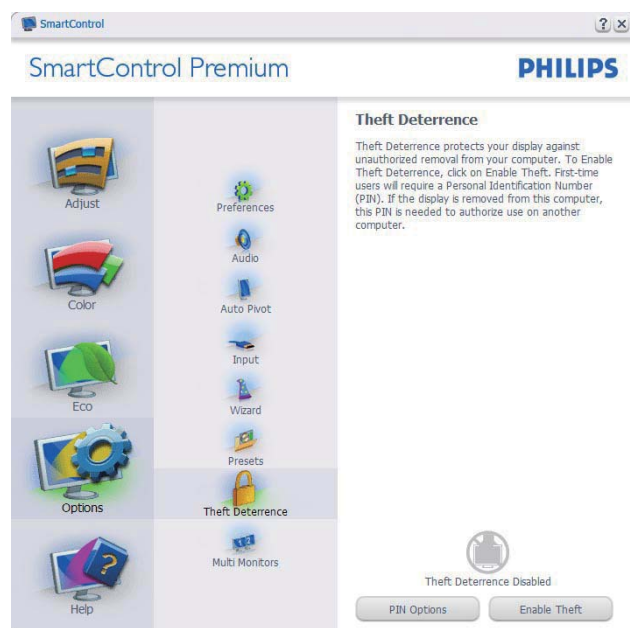 SmartControl
? x
SmartControl Premium
PHILIPS
Adjust
Color
Eco
Options
Help
Preferences
Audio
Auto Pivot
Input
Wizard
Presets
Theft Deterrence
Multi Monitors
Theft Deterrence
Theft Deterrence protects your display against
unauthorized removal from your computer. To Enable
Theft Deterrence, click on Enable Theft. First-time
users will require a Personal Identification Number
(PIN). If the display is removed from this computer,
this PIN is needed to authorize use on another
computer.
Theft Deterrence Disabled
PIN Options
Enable Theft